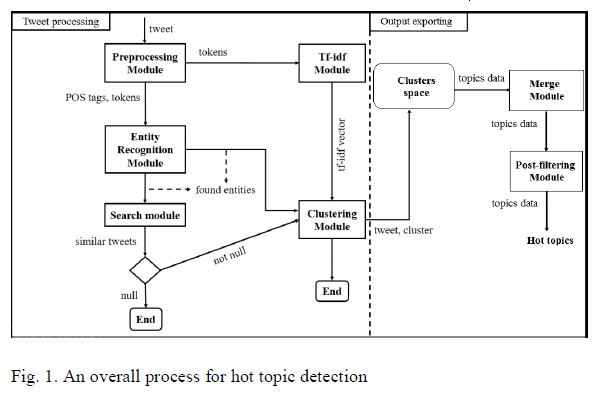 Tweet processing
Output exporting
tweet
Preprocessing
Module
tokens
Tf-idf
Module
Clusters
space
topics data
Merge
Module
POS tags, tokens
topics data
Entity
Recognition
Module
tf-idf vector
Post-filtering
Module
found entities
topics data
Search module
Clustering
Module
tweet, cluster
Hot topics
similar tweets
not null
null
End
End
Fig. 1. An overall process for hot topic detection